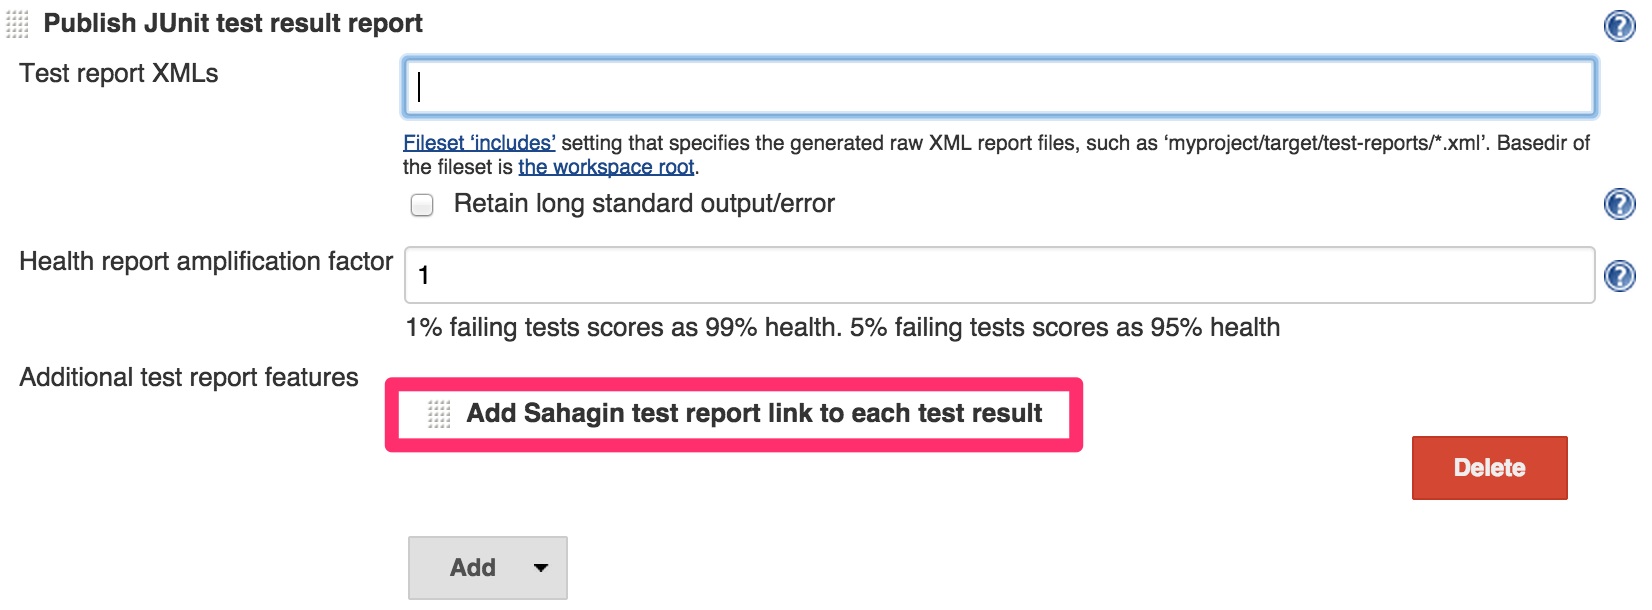 Publish JUnit test result report
Test report XMLs
Fileset ‘includes’ setting that specifies the generated raw XML report files, such as ‘myproject/target/test-reports/*.xml’. Basedir of
the fileset is the workspace root.
Retain long standard output/error
Health report amplification factor
1
1% failing tests scores as 99% health. 5% failing tests scores as 95% health
Additional test report features
Add Sahagin test report link to each test result
Delete
Add